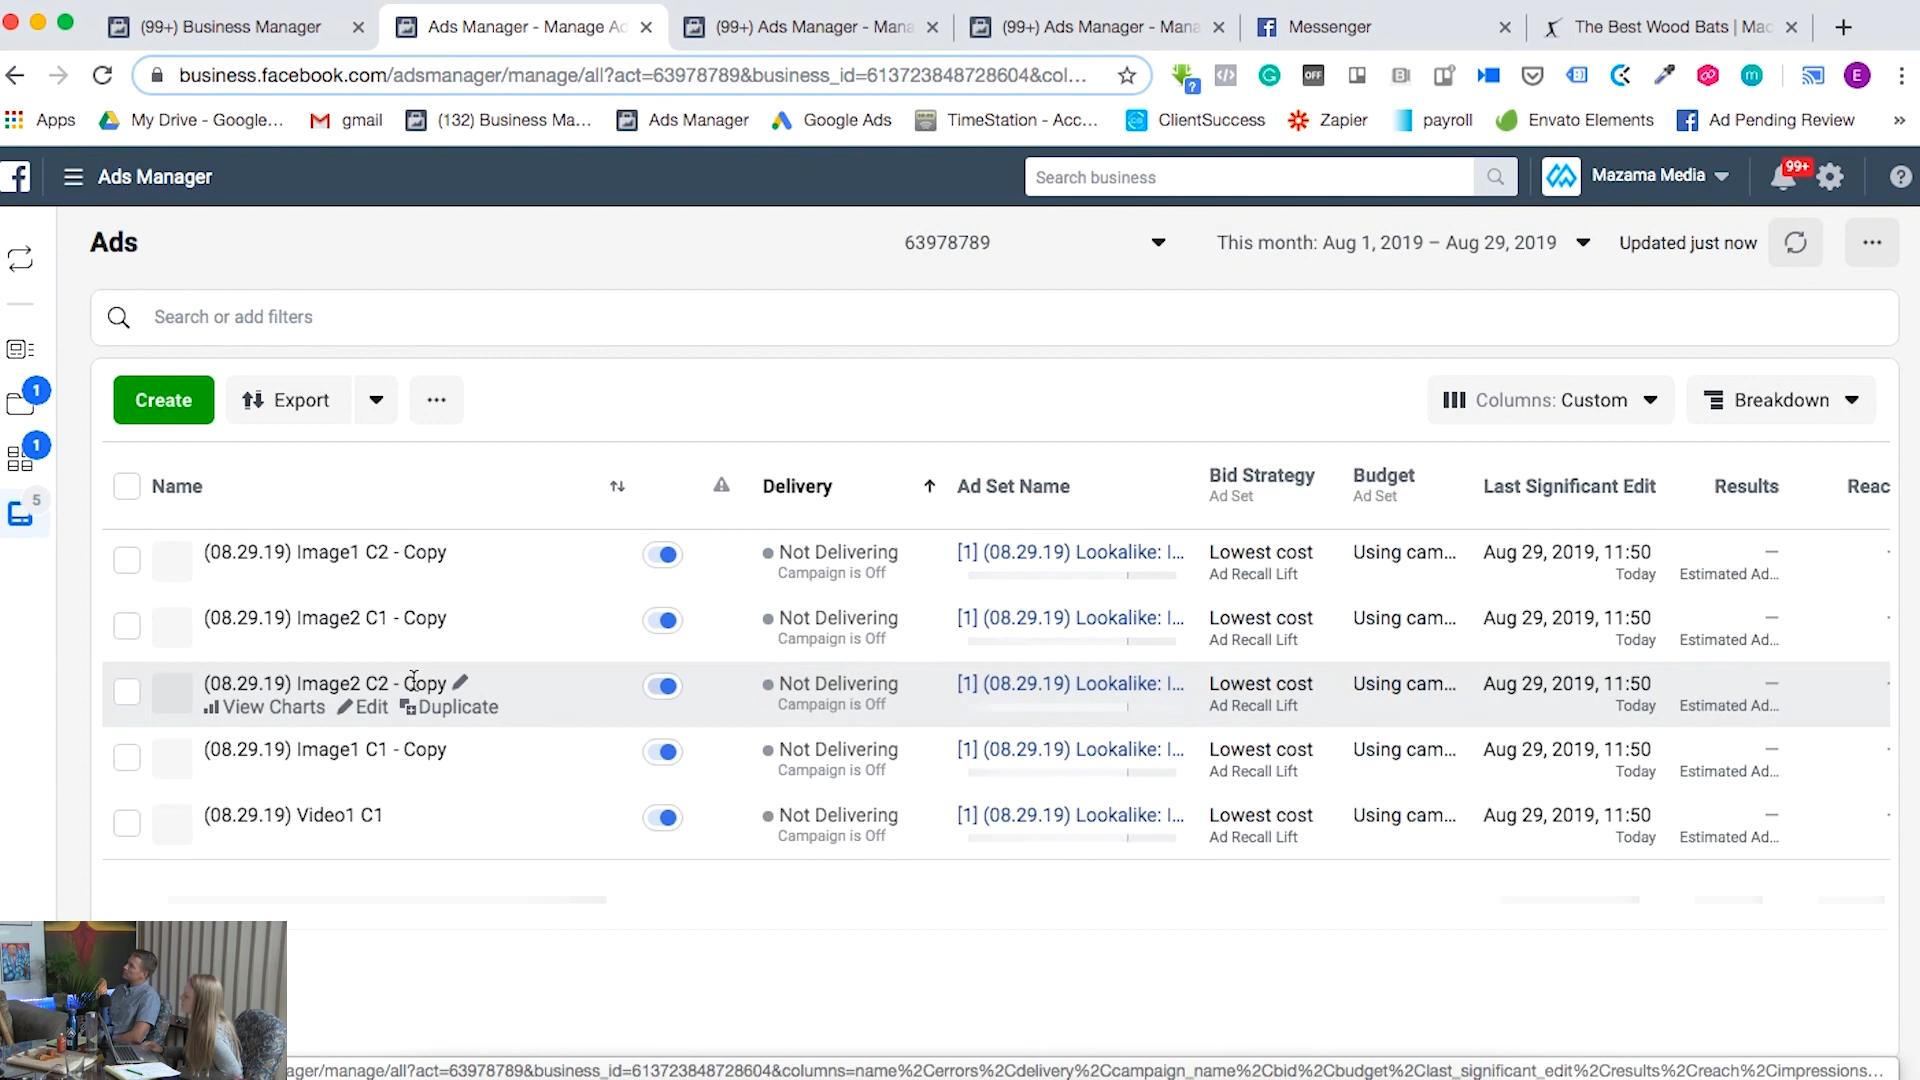 (99+) Business Manager
Ads Manager - Manage Ad
(99+) Ads Manager - Mana
(99+) Ads Manager - Mana
Messenger
The Best Wood Bats | Mac
business.facebook.com/adsmanager/manage/all?act=63978789&business_id=613723848728604&col...
OFF
?
E
Apps
My Drive - Google...
gmail
(132) Business Ma...
Ads Manager
Google Ads
TimeStation - Acc...
ClientSuccess
Zapier
payroll
Envato Elements
Ad Pending Review
»
Ads Manager
Search business
Mazama Media
99+
Ads
63978789
This month: Aug 1, 2019 – Aug 29, 2019
Updated just now
Search or add filters
1
1
5
Create
Export
Columns: Custom
Breakdown
Name
Delivery
Ad Set Name
Bid Strategy
Ad Set
Budget
Ad Set
Last Significant Edit
Results
Reac
(08.29.19) Image1 C2 - Copy
Not Delivering
Campaign is Off
[1] (08.29.19) Lookalike: I...
Lowest cost
Ad Recall Lift
Using cam...
Aug 29, 2019, 11:50
Today
—
Estimated Ad...
(08.29.19) Image2 C1 - Copy
Not Delivering
Campaign is Off
[1] (08.29.19) Lookalike: I...
Lowest cost
Ad Recall Lift
Using cam...
Aug 29, 2019, 11:50
Today
—
Estimated Ad...
(08.29.19) Image2 C2 - Copy
View Charts Edit Duplicate
Not Delivering
Campaign is Off
[1] (08.29.19) Lookalike: I...
Lowest cost
Ad Recall Lift
Using cam...
Aug 29, 2019, 11:50
Today
—
Estimated Ad...
(08.29.19) Image1 C1 - Copy
Not Delivering
Campaign is Off
[1] (08.29.19) Lookalike: I...
Lowest cost
Ad Recall Lift
Using cam...
Aug 29, 2019, 11:50
Today
—
Estimated Ad...
(08.29.19) Video1 C1
Not Delivering
Campaign is Off
[1] (08.29.19) Lookalike: I...
Lowest cost
Ad Recall Lift
Using cam...
Aug 29, 2019, 11:50
Today
—
Estimated Ad...
ager/manage/all?act=63978789&business_id=613723848728604&columns=name%2Cerrors%2Cdelivery%2Ccampaign_name%2Cbid%2Cbudget%2Clast_significant_edit%2Cresults%2Creach%2Cimpressions...